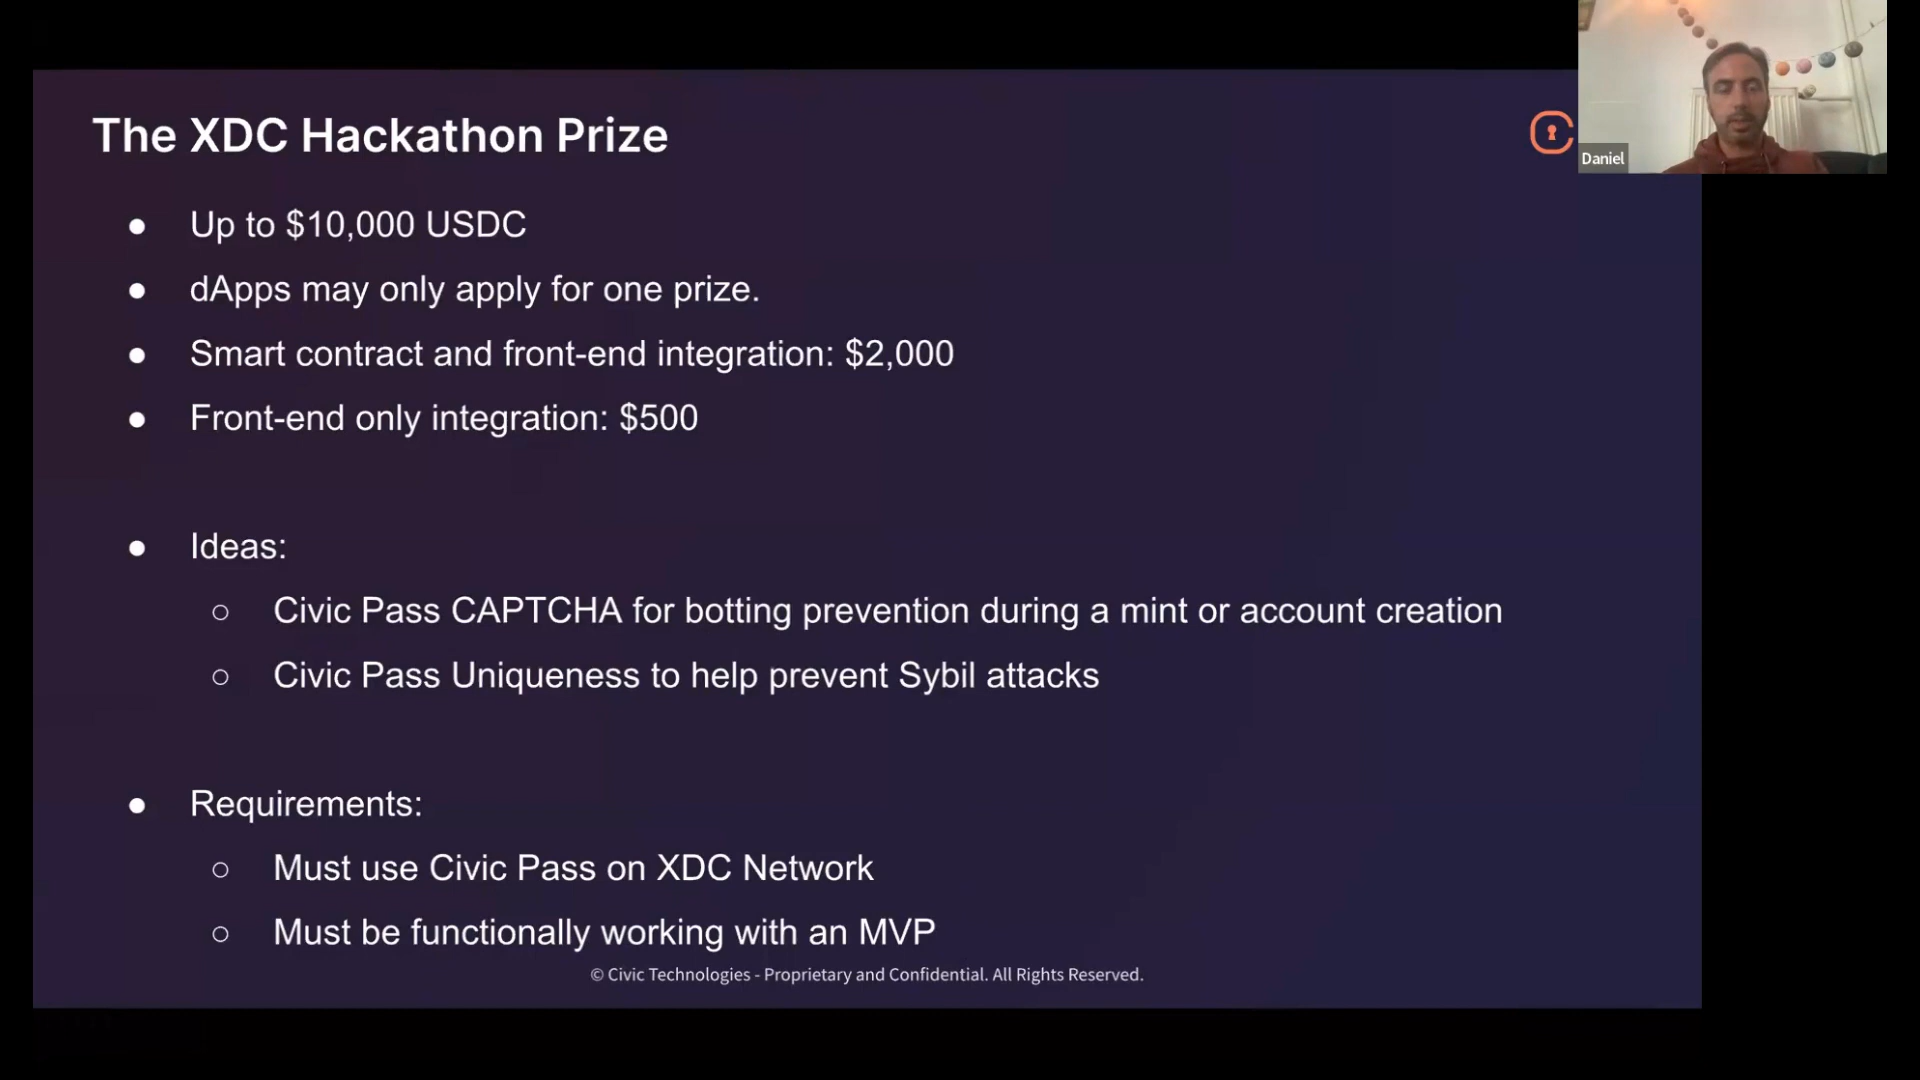 The XDC Hackathon Prize
Daniel
● Up to $10,000 USDC
● dApps may only apply for one prize.
● Smart contract and front-end integration: $2,000
● Front-end only integration: $500
● Ideas:
○ Civic Pass CAPTCHA for botting prevention during a mint or account creation
○ Civic Pass Uniqueness to help prevent Sybil attacks
● Requirements:
○ Must use Civic Pass on XDC Network
○ Must be functionally working with an MVP
© Civic Technologies - Proprietary and Confidential. All Rights Reserved.